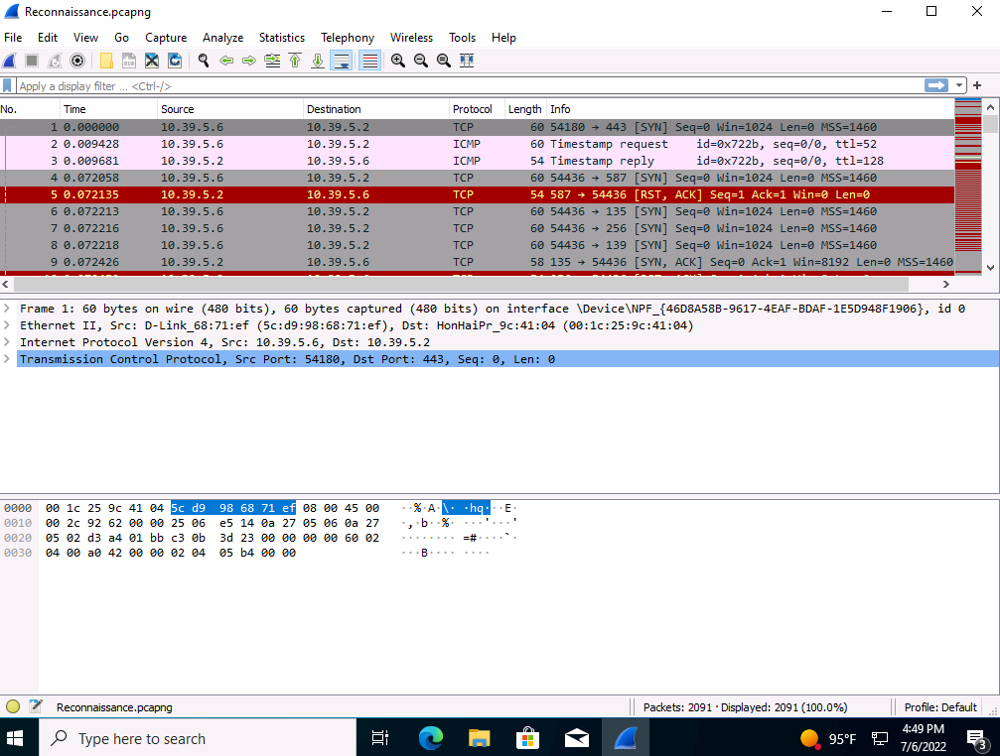 Reconnaissance.pcapng
File Edit View Go Capture Analyze Statistics Telephony Wireless Tools Help
Apply a display filter ... <Ctrl-/>
No. Time Source Destination Protocol Length Info
1 0.000000 10.39.5.6 10.39.5.2 TCP 60 54180 → 443 [SYN] Seq=0 Win=1024 Len=0 MSS=1460
2 0.009428 10.39.5.6 10.39.5.2 ICMP 60 Timestamp request id=0x722b, seq=0/0, ttl=52
3 0.009681 10.39.5.2 10.39.5.6 ICMP 54 Timestamp reply id=0x722b, seq=0/0, ttl=128
4 0.072058 10.39.5.6 10.39.5.2 TCP 60 54436 → 587 [SYN] Seq=0 Win=1024 Len=0 MSS=1460
5 0.072135 10.39.5.2 10.39.5.6 TCP 54 587 → 54436 [RST, ACK] Seq=1 Ack=1 Win=0 Len=0
6 0.072213 10.39.5.6 10.39.5.2 TCP 60 54436 → 135 [SYN] Seq=0 Win=1024 Len=0 MSS=1460
7 0.072216 10.39.5.6 10.39.5.2 TCP 60 54436 → 256 [SYN] Seq=0 Win=1024 Len=0 MSS=1460
8 0.072218 10.39.5.6 10.39.5.2 TCP 60 54436 → 139 [SYN] Seq=0 Win=1024 Len=0 MSS=1460
9 0.072426 10.39.5.2 10.39.5.6 TCP 58 135 → 54436 [SYN, ACK] Seq=0 Ack=1 Win=8192 Len=0 MSS=1460
Frame 1: 60 bytes on wire (480 bits), 60 bytes captured (480 bits) on interface \Device\NPF_{46D8A58B-9617-4EAF-BDAF-1E5D948F1906}, id 0
Ethernet II, Src: D-Link_68:71:ef (5c:d9:98:68:71:ef), Dst: HonHaiPr_9c:41:04 (00:1c:25:9c:41:04)
Internet Protocol Version 4, Src: 10.39.5.6, Dst: 10.39.5.2
Transmission Control Protocol, Src Port: 54180, Dst Port: 443, Seq: 0, Len: 0
0000 00 1c 25 9c 41 04 5c d9 98 68 71 ef 08 00 45 00 ··%·A·\· ·hq···E·
0010 00 2c 92 62 00 00 25 06 e5 14 0a 27 05 06 0a 27 ·,·b··%· ···'···'
0020 05 02 d3 a4 01 bb c3 0b 3d 23 00 00 00 00 60 02 ········ =#····`·
0030 04 00 a0 42 00 00 02 04 05 b4 00 00 ···B···· ····
Reconnaissance.pcapng Packets: 2091 · Displayed: 2091 (100.0%) Profile: Default
Type here to search 95°F 4:49 PM
7/6/2022 3